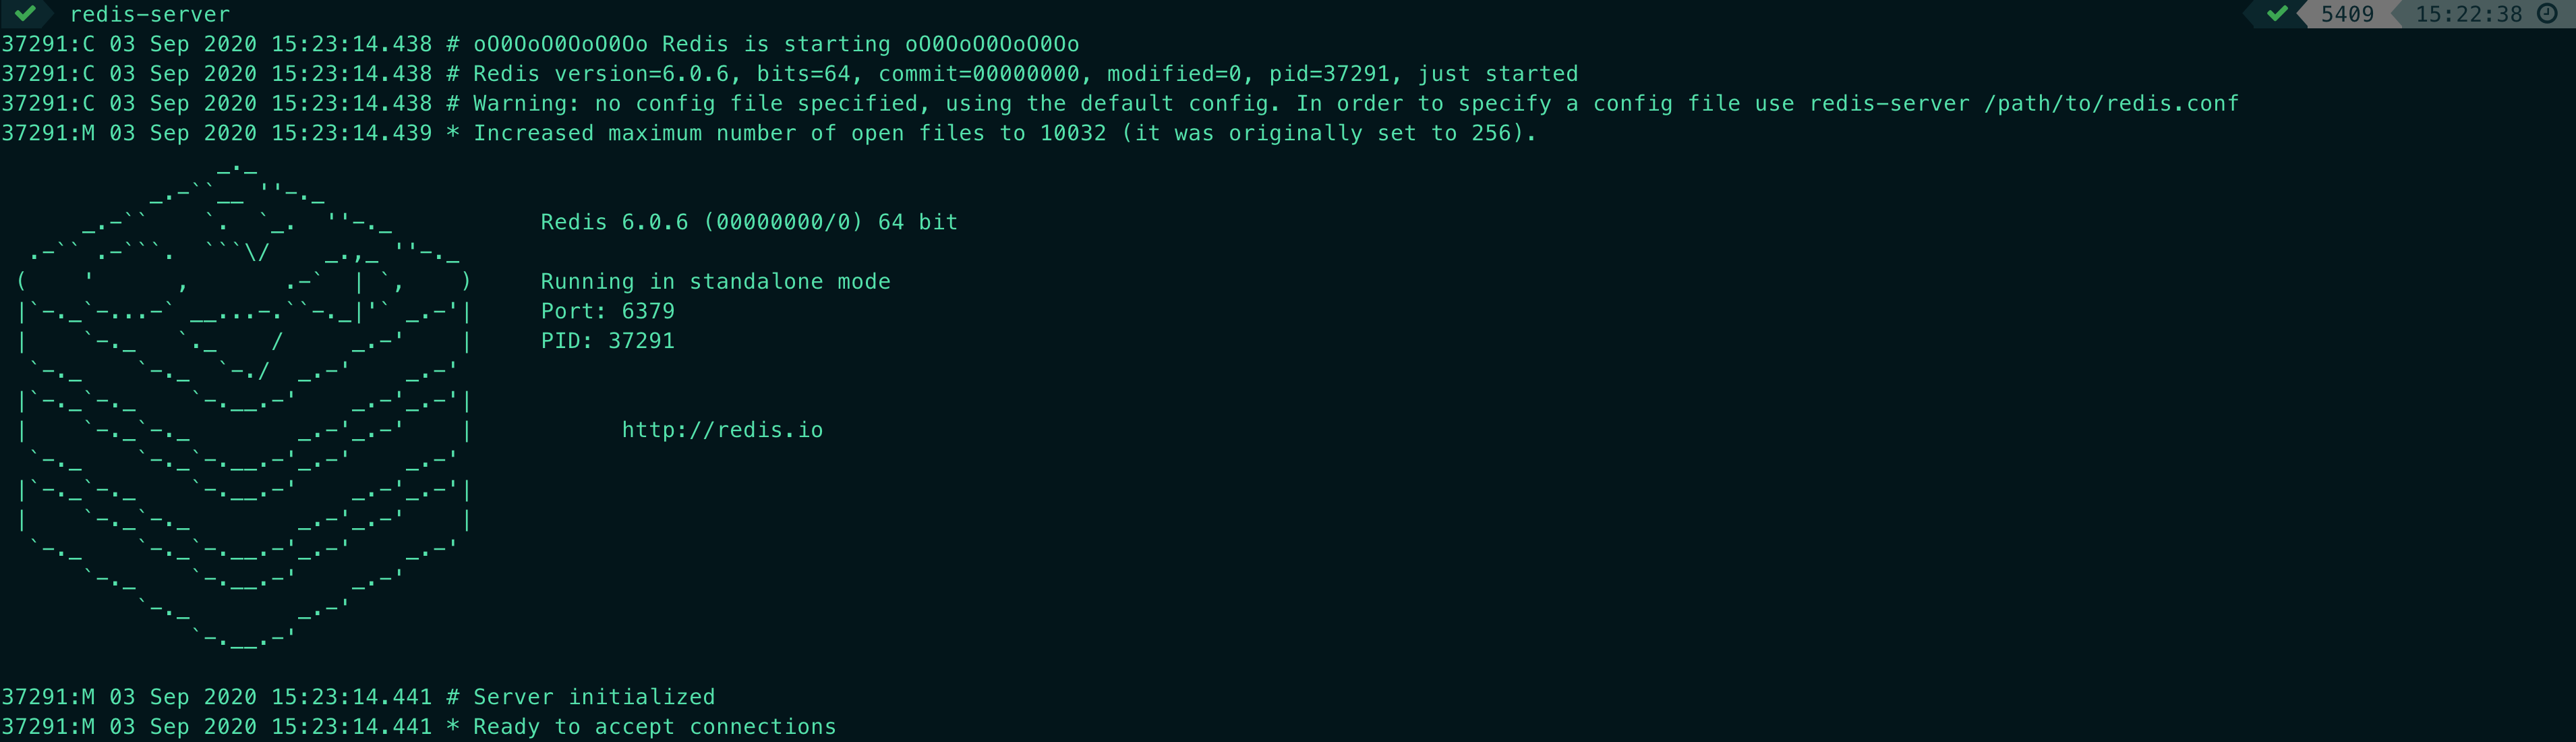 redis-server 5409 15:22:38
37291:C 03 Sep 2020 15:23:14.438 # oO0OoO0OoO0Oo Redis is starting oO0OoO0OoO0Oo
37291:C 03 Sep 2020 15:23:14.438 # Redis version=6.0.6, bits=64, commit=00000000, modified=0, pid=37291, just started
37291:C 03 Sep 2020 15:23:14.438 # Warning: no config file specified, using the default config. In order to specify a config file use redis-server /path/to/redis.conf
37291:M 03 Sep 2020 15:23:14.439 * Increased maximum number of open files to 10032 (it was originally set to 256).
Redis 6.0.6 (00000000/0) 64 bit
Running in standalone mode
Port: 6379
PID: 37291
http://redis.io
37291:M 03 Sep 2020 15:23:14.441 # Server initialized
37291:M 03 Sep 2020 15:23:14.441 * Ready to accept connections